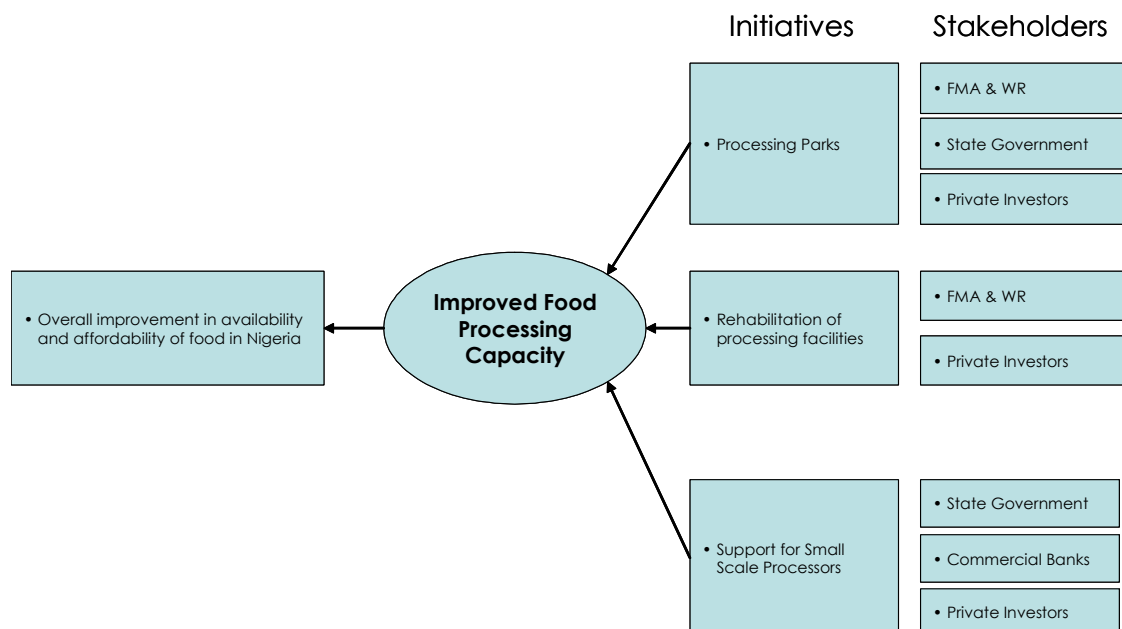 Initiatives
Stakeholders
• Processing Parks
• FMA & WR
• State Government
• Private Investors
• Overall improvement in availability
and affordability of food in Nigeria
Improved Food
Processing
Capacity
• Rehabilitation of
processing facilities
• FMA & WR
• Private Investors
• Support for Small
Scale Processors
• State Government
• Commercial Banks
• Private Investors